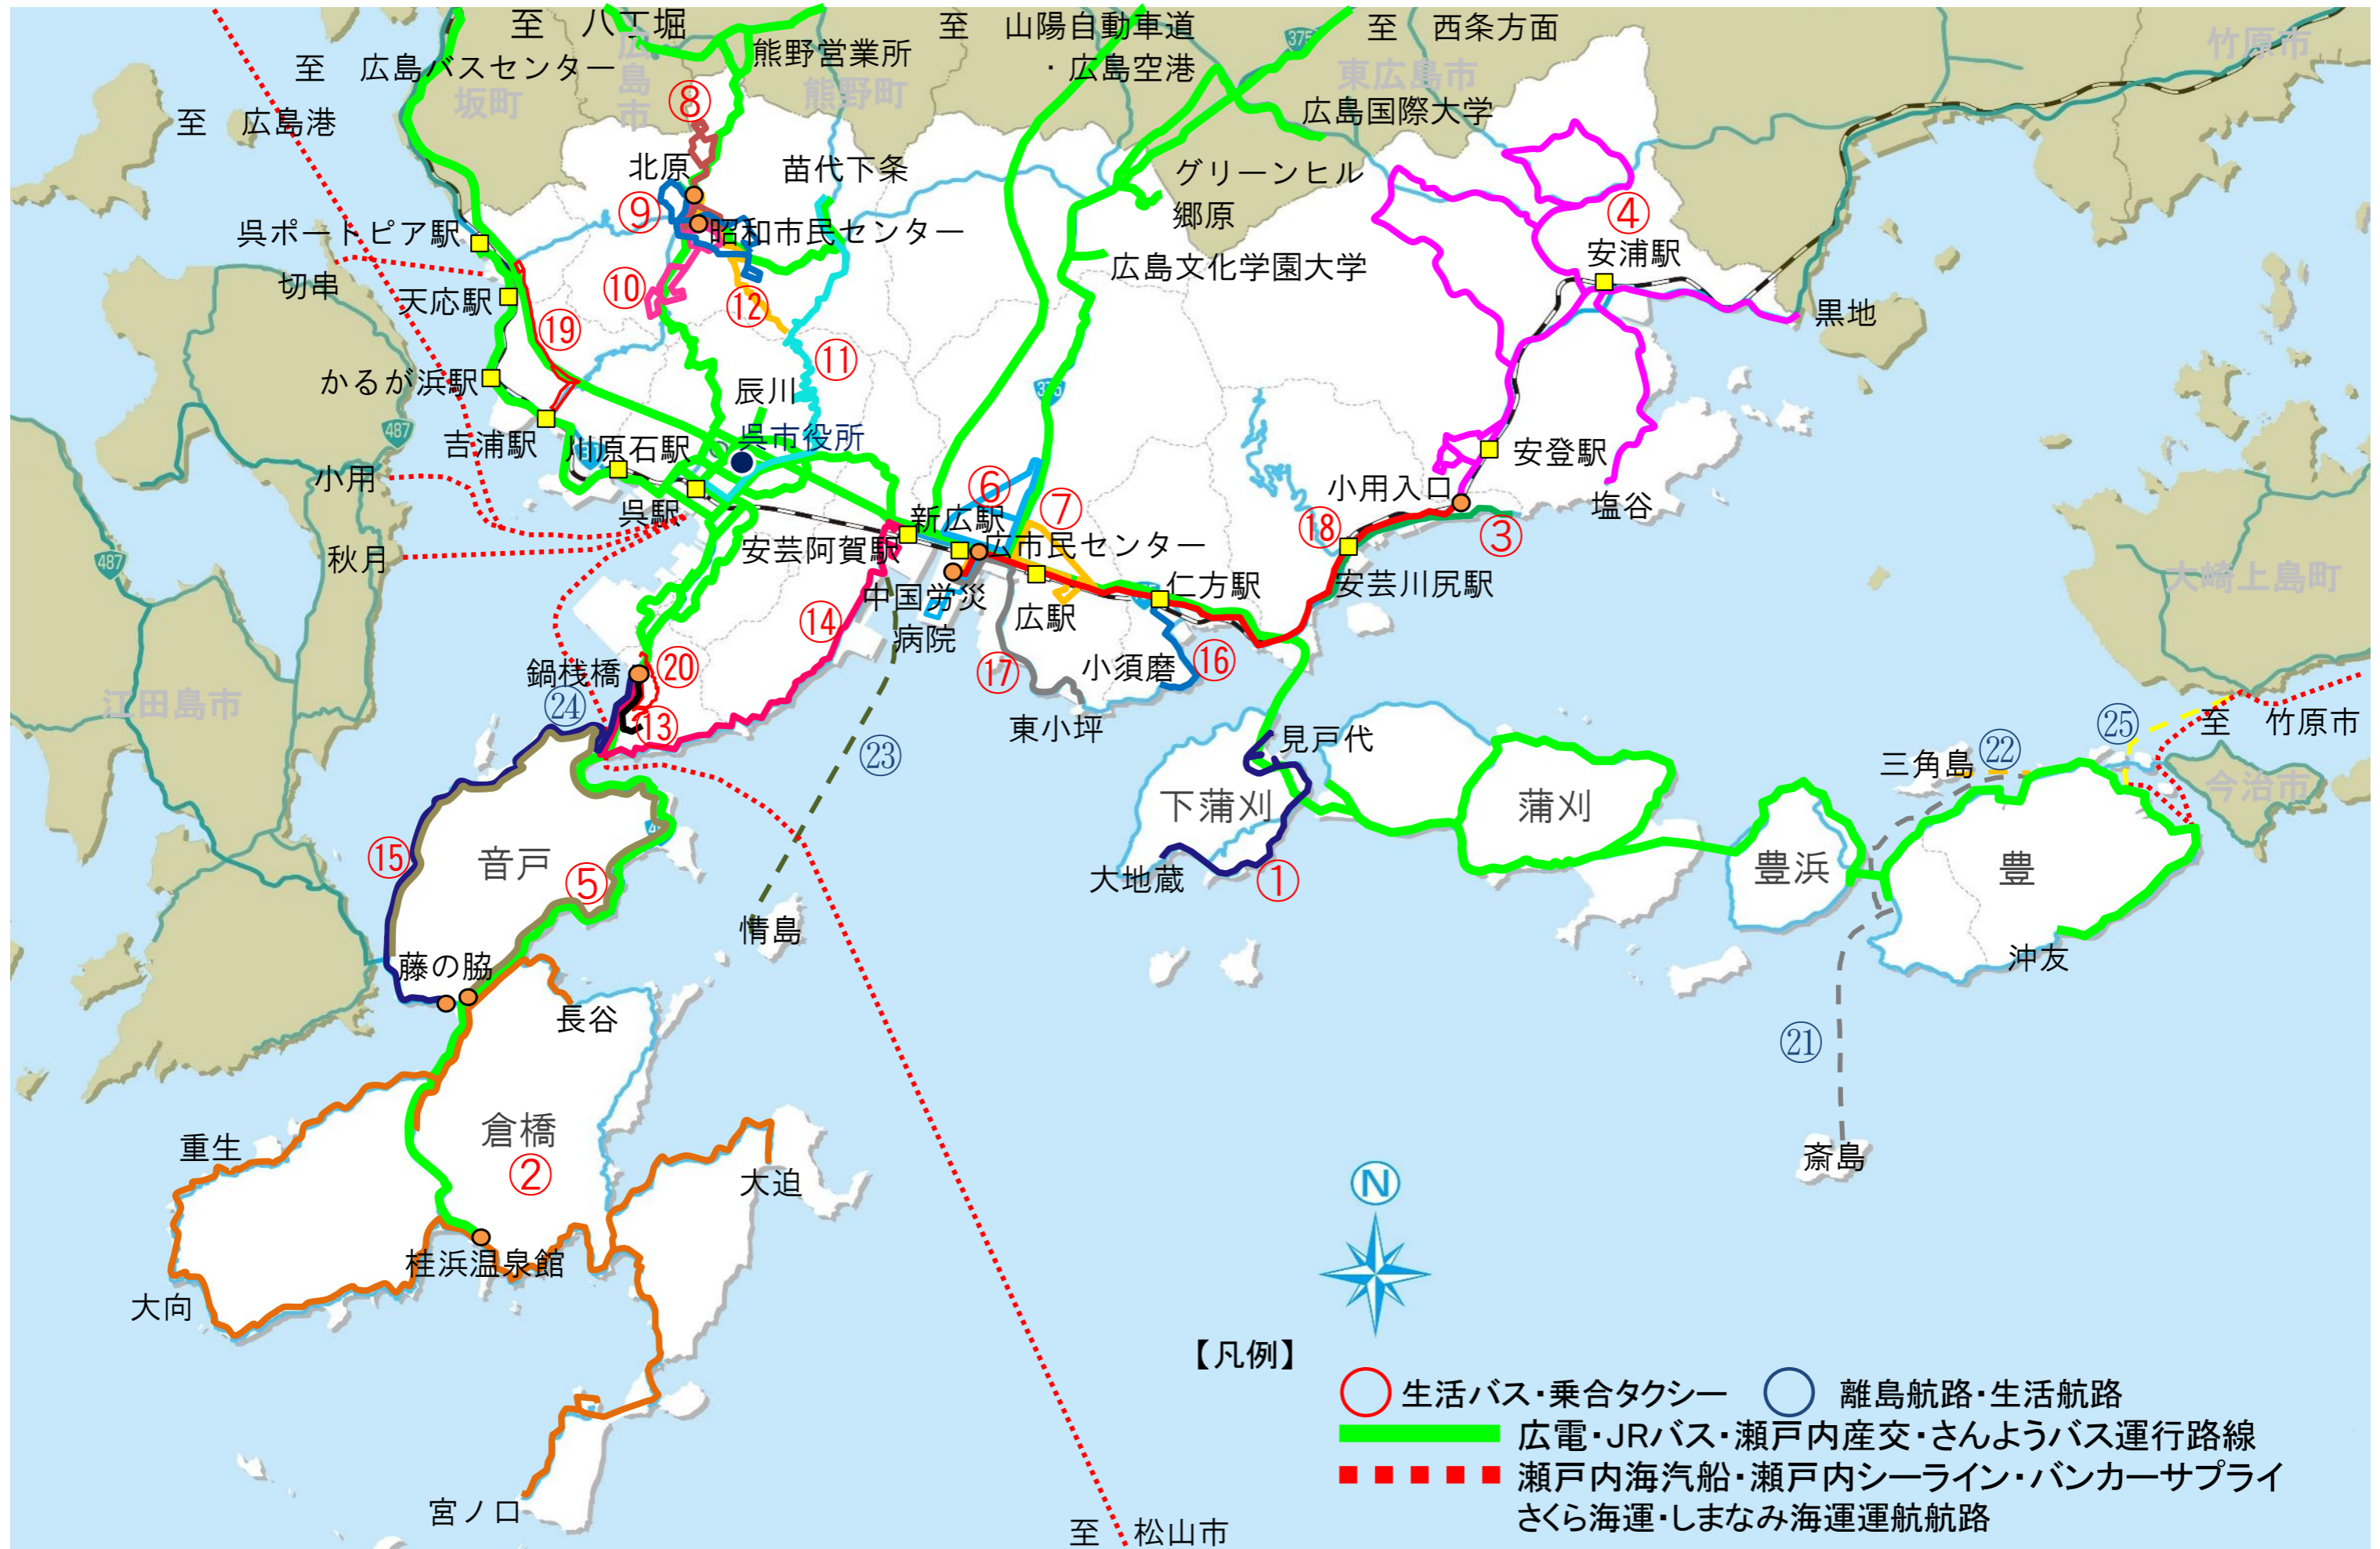 至 八丁堀
至 山陽自動車道
・広島空港
至 西条方面
竹原市
広島市
熊野営業所
至 広島バスセンター
坂町
熊野町
375
東広島市
至 広島港
⑧
広島国際大学
北原
苗代下条
グリーンヒル
郷原
⑨
④
呉ポートピア駅
昭和市民センター
安浦駅
切串
広島文化学園大学
天応駅
⑩
⑫
黒地
⑲
⑪
かるが浜駅
辰川
375
487
吉浦駅
川原石駅
呉市役所
安登駅
小用
呉駅
⑥
⑦
小用入口
塩谷
新広駅
⑱
③
秋月
安芸阿賀駅
広市民センター
487
中国労災
病院
広駅
仁方駅
安芸川尻駅
大崎上島町
⑭
鍋桟橋
⑳
⑰
小須磨
⑯
江田島市
㉔
⑬
東小坪
㉓
見戸代
㉕
至 竹原市
三角島
㉒
今治市
下蒲刈
蒲刈
⑮
音戸
⑤
大地蔵
①
豊浜
豊
情島
沖友
藤の脇
長谷
㉑
倉橋
重生
②
大迫
斎島
N
桂浜温泉館
大向
宮ノ口
至 松山市
【凡例】
生活バス・乗合タクシー
離島航路・生活航路
広電・JRバス・瀬戸内産交・さんようバス運行路線
瀬戸内海汽船・瀬戸内シーライン・バンカーサプライ
さくら海運・しまなみ海運運航航路